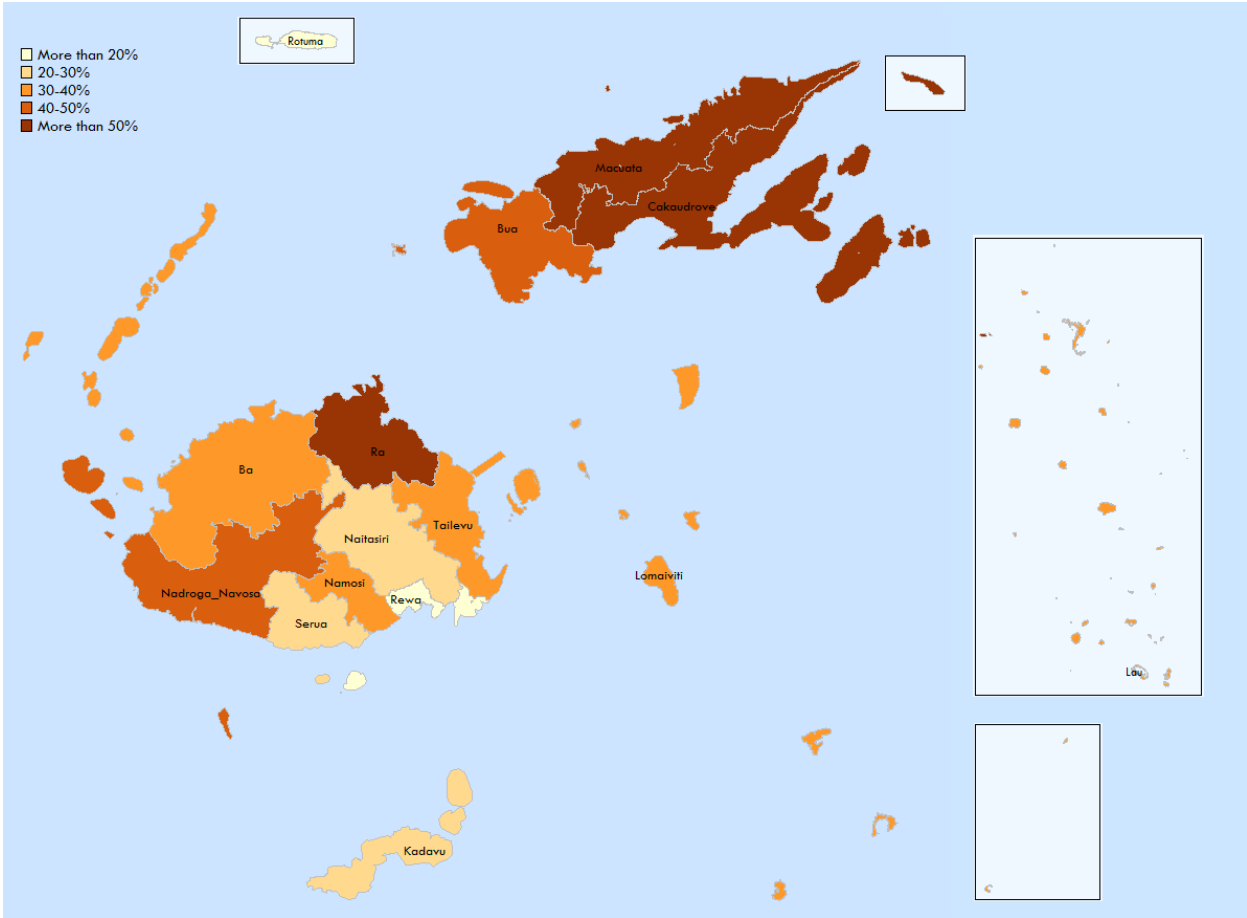 Rotuma
More than 20%
20-30%
30-40%
40-50%
More than 50%
Macuata
Cakaudrove
Bua
Ra
Ba
Tailevu
Naitasiri
Lomaiviti
Namosi
Nadroga_Navosa
Rewa
Serua
Lau
Kadavu